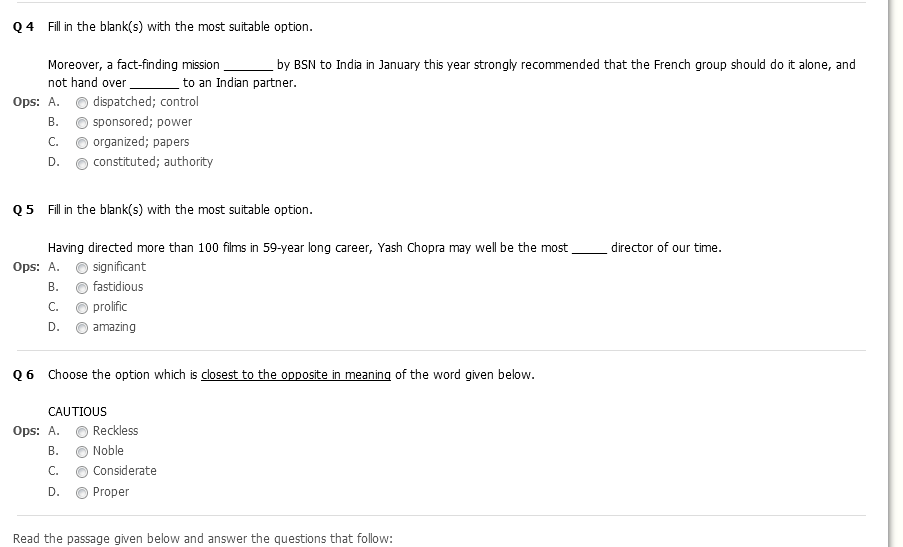 Q 4 Fill in the blank(s) with the most suitable option.
Moreover, a fact-finding mission _______ by BSN to India in January this year strongly recommended that the French group should do it alone, and
not hand over _______ to an Indian partner.
Ops: A. dispatched; control
B. sponsored; power
C. organized; papers
D. constituted; authority
Q 5 Fill in the blank(s) with the most suitable option.
Having directed more than 100 films in 59-year long career, Yash Chopra may well be the most _____ director of our time.
Ops: A. significant
B. fastidious
C. prolific
D. amazing
Q 6 Choose the option which is closest to the opposite in meaning of the word given below.
CAUTIOUS
Ops: A. Reckless
B. Noble
C. Considerate
D. Proper
Read the passage given below and answer the questions that follow: